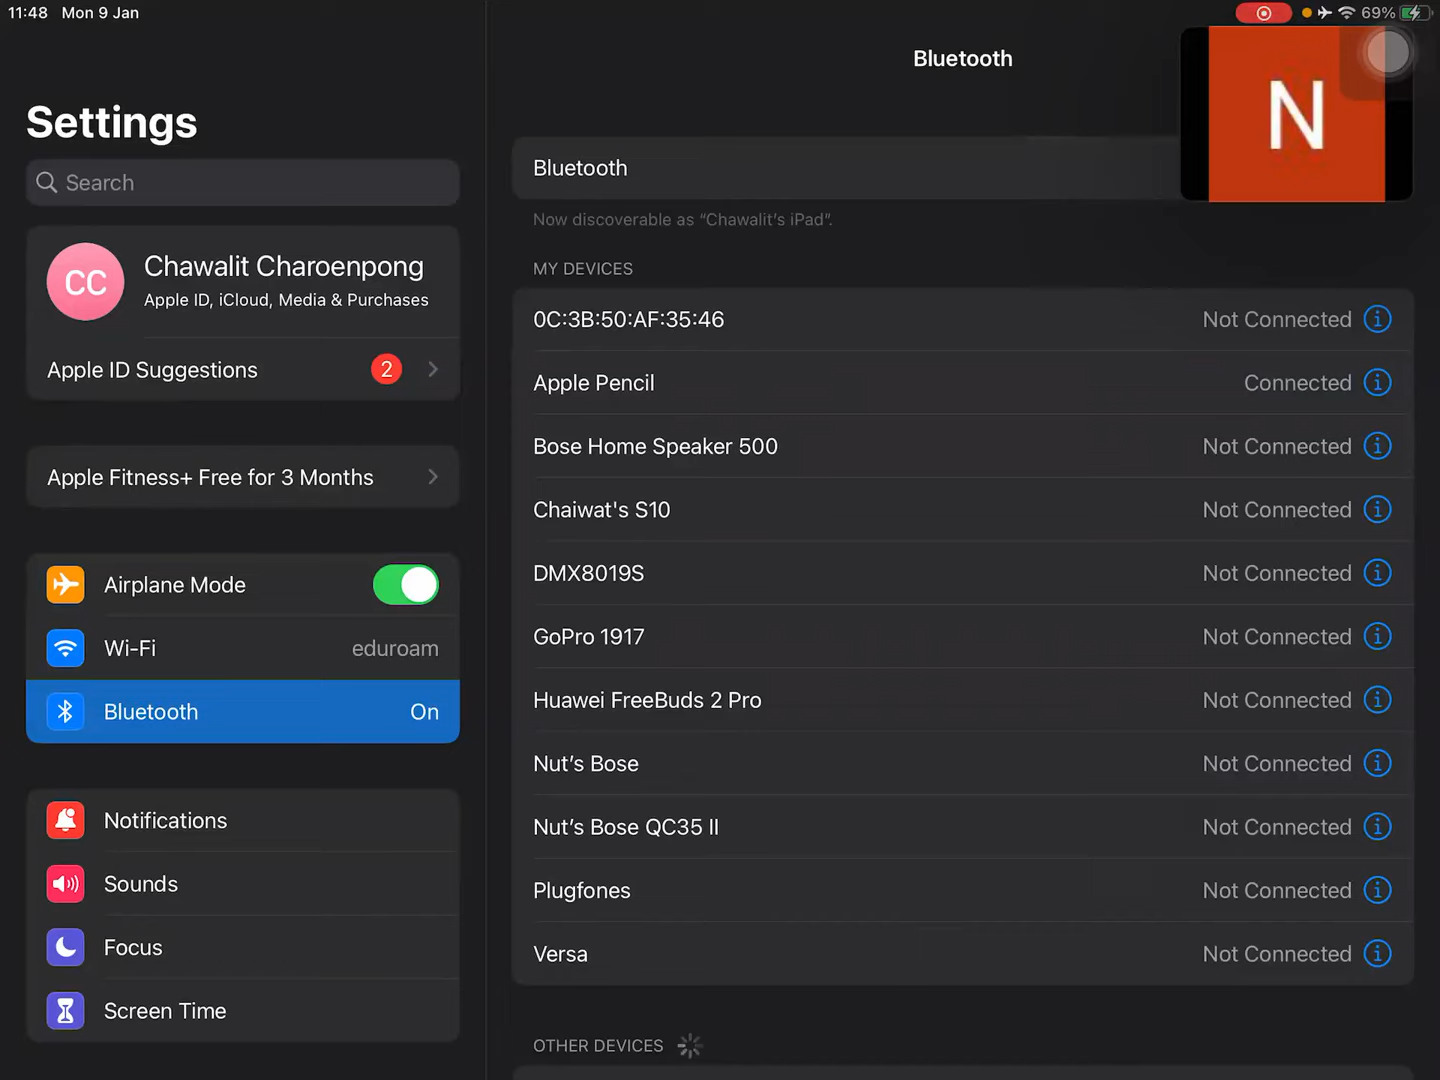 11:48 Mon 9 Jan
69%
Settings
Search
CC
Chawalit Charoenpong
Apple ID, iCloud, Media & Purchases
Apple ID Suggestions 2
Apple Fitness+ Free for 3 Months
Airplane Mode
Wi-Fi eduroam
Bluetooth On
Notifications
Sounds
Focus
Screen Time
Bluetooth
N
Bluetooth
Now discoverable as “Chawalit’s iPad”.
MY DEVICES
0C:3B:50:AF:35:46 Not Connected
Apple Pencil Connected
Bose Home Speaker 500 Not Connected
Chaiwat's S10 Not Connected
DMX8019S Not Connected
GoPro 1917 Not Connected
Huawei FreeBuds 2 Pro Not Connected
Nut’s Bose Not Connected
Nut’s Bose QC35 II Not Connected
Plugfones Not Connected
Versa Not Connected
OTHER DEVICES